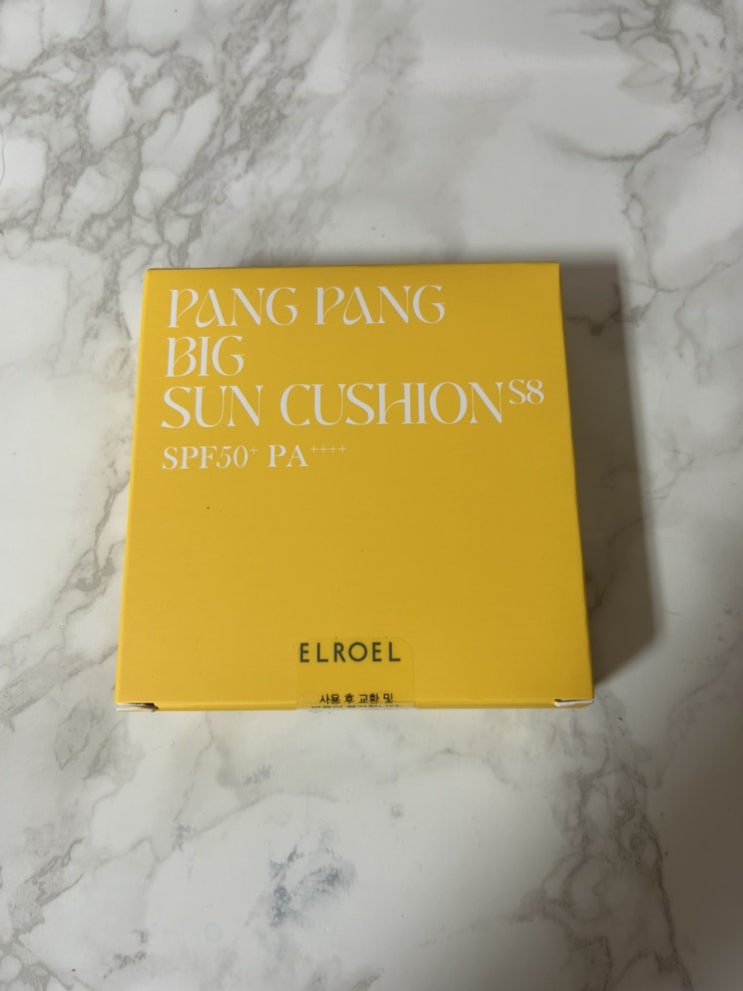 PANG PANG
BIG
SUN CUSHION S8
SPF50+ PA++++
ELROEL
사용 후 교환 및